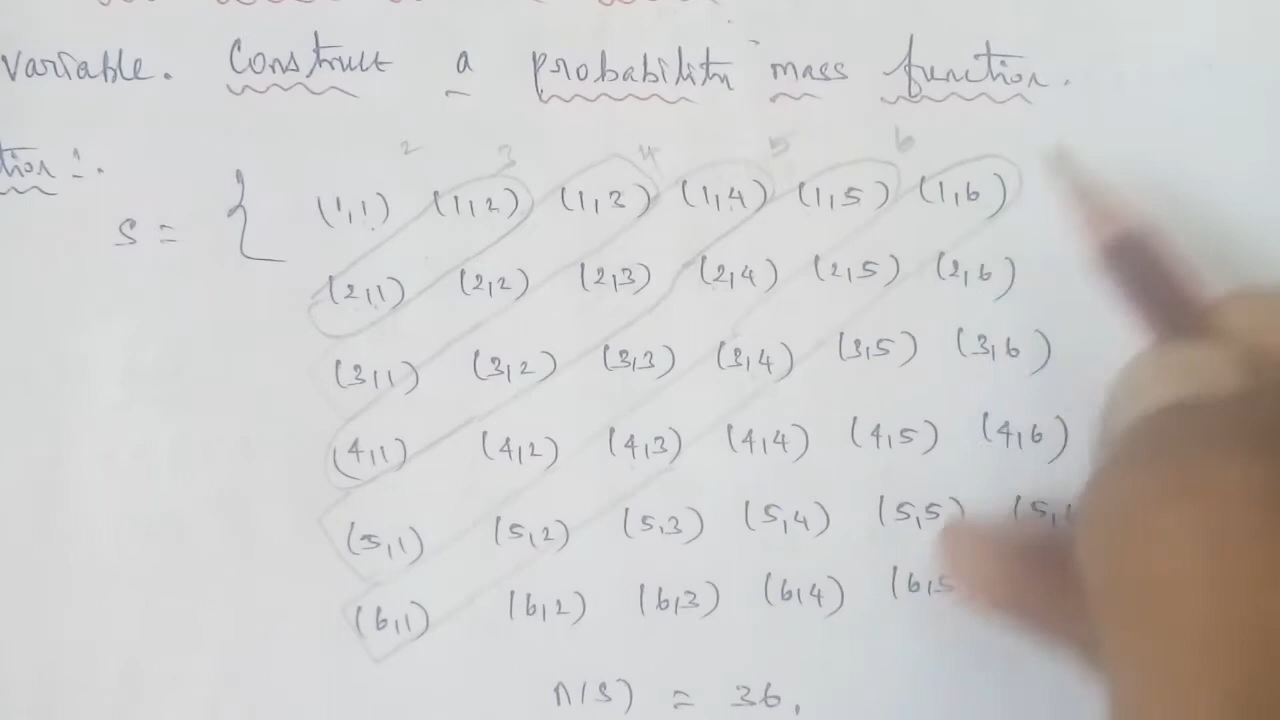 variable. Construct a probability mass function.
tion :.
2 3 4 5 6
S = { (1,1) (1,2) (1,3) (1,4) (1,5) (1,6)
(2,1) (2,2) (2,3) (2,4) (2,5) (2,6)
(3,1) (3,2) (3,3) (3,4) (3,5) (3,6)
(4,1) (4,2) (4,3) (4,4) (4,5) (4,6)
(5,1) (5,2) (5,3) (5,4) (5,5) (5,
(6,1) (6,2) (6,3) (6,4) (6,5
n(s) = 36.